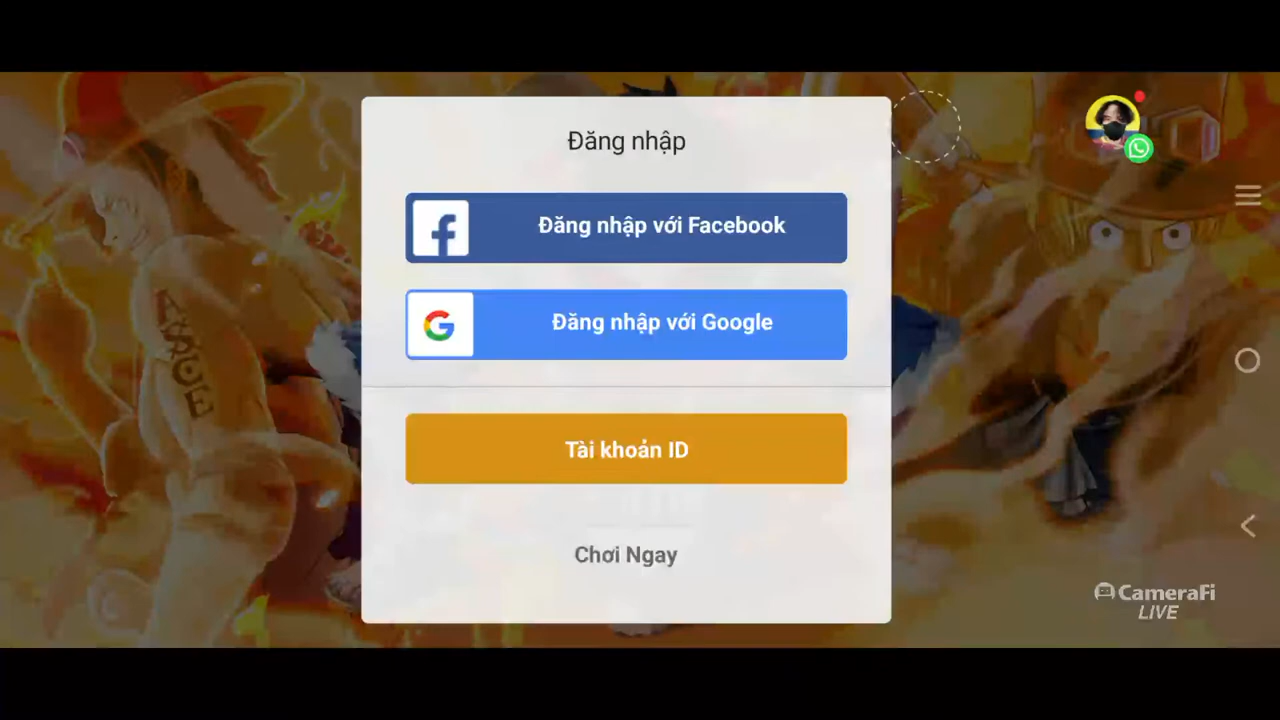 Đăng nhập
Đăng nhập với Facebook
Đăng nhập với Google
Tài khoản ID
Chơi Ngay
CameraFi
LIVE